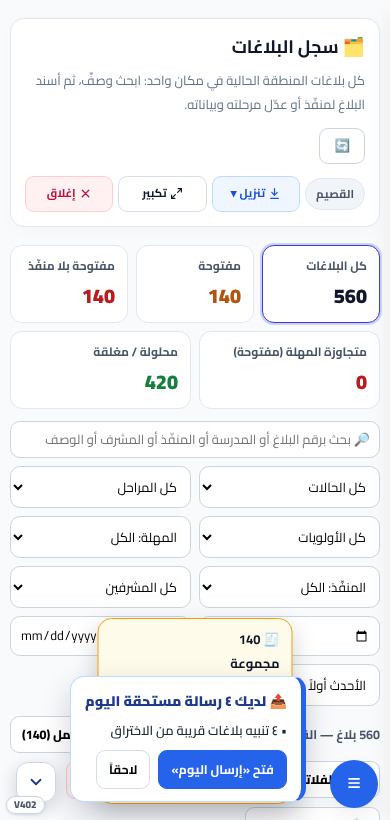 🗂️ سجل البلاغات
كل بلاغات المنطقة الحالية في مكان واحد: ابحث وصفِّ، ثم أسند
البلاغ لمنفّذ أو عدّل مرحلته وبياناته.
🔄
القصيم
تنزيل ▾
تكبير
إغلاق
كل البلاغات
560
مفتوحة
140
مفتوحة بلا منفّذ
140
متجاوزة المهلة (مفتوحة)
0
محلولة / مغلقة
420
🔎 بحث برقم البلاغ أو المدرسة أو المنفّذ أو المشرف أو الوصف
كل الحالات
كل المراحل
كل الأولويات
المهلة: الكل
المنفّذ: الكل
كل المشرفين
mm/dd/yyyy
🧾 140
مجموعة
الأحدث أولاً
📤 لديك ٤ رسالة مستحقة اليوم
• ٤ تنبيه بلاغات قريبة من الاختراق
فتح «إرسال اليوم»
لاحقاً
560 بلاغ —
(140)
V402